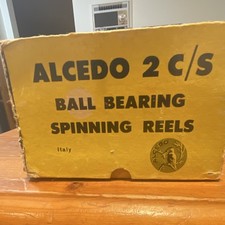 ALCEDO 2 C/S
BALL BEARING
SPINNING REELS
Italy